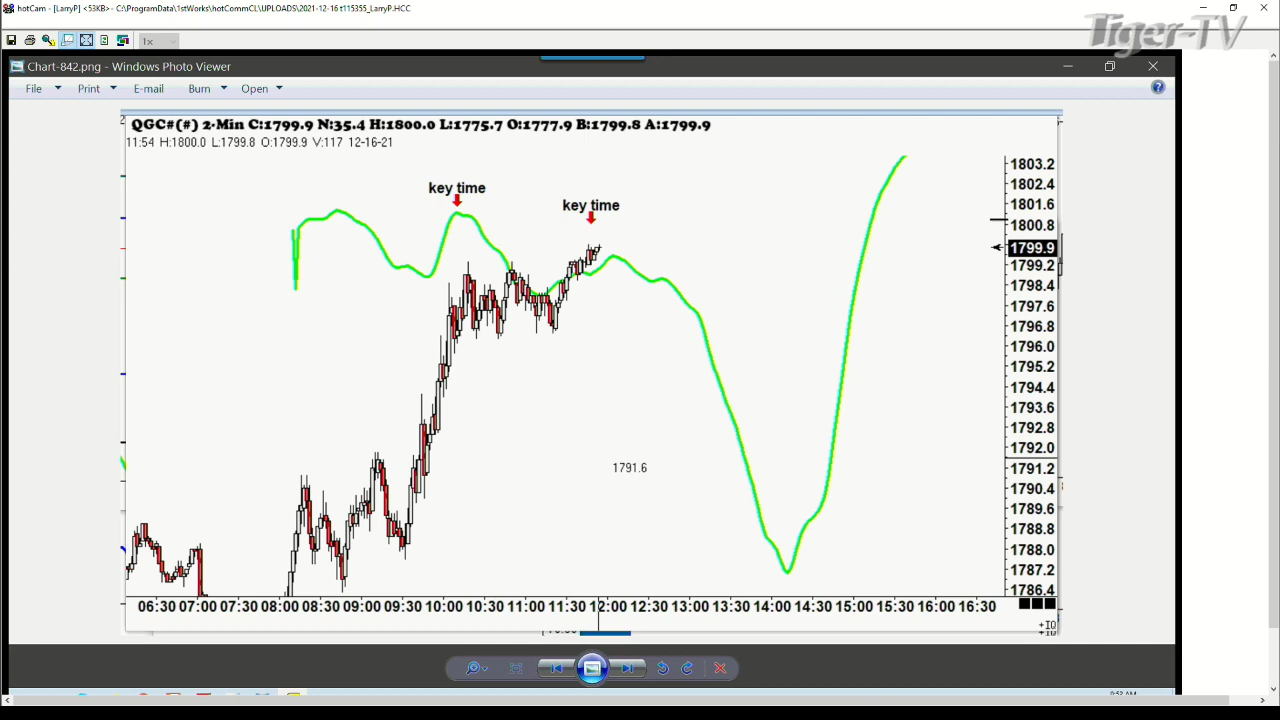 hotCam - [LarryP] <53KB> - C:\ProgramData\1stWorks\hotCommCL\UPLOADS\2021-12-16 t115355_LarryP.HCC
Tiger-TV
1x
Chart-842.png - Windows Photo Viewer
File Print E-mail Burn Open
QGC#(#) 2-Min C:1799.9 N:35.4 H:1800.0 L:1775.7 O:1777.9 B:1799.8 A:1799.9
11:54 H:1800.0 L:1799.8 O:1799.9 V:117 12-16-21
key time
key time
1803.2
1802.4
1801.6
1800.8
1799.9
1799.2
1798.4
1797.6
1796.8
1796.0
1795.2
1794.4
1793.6
1792.8
1792.0
1791.6
1791.2
1790.4
1789.6
1788.8
1788.0
1787.2
1786.4
06:30 07:00 07:30 08:00 08:30 09:00 09:30 10:00 10:30 11:00 11:30 12:00 12:30 13:00 13:30 14:00 14:30 15:00 15:30 16:00 16:30
+IQ